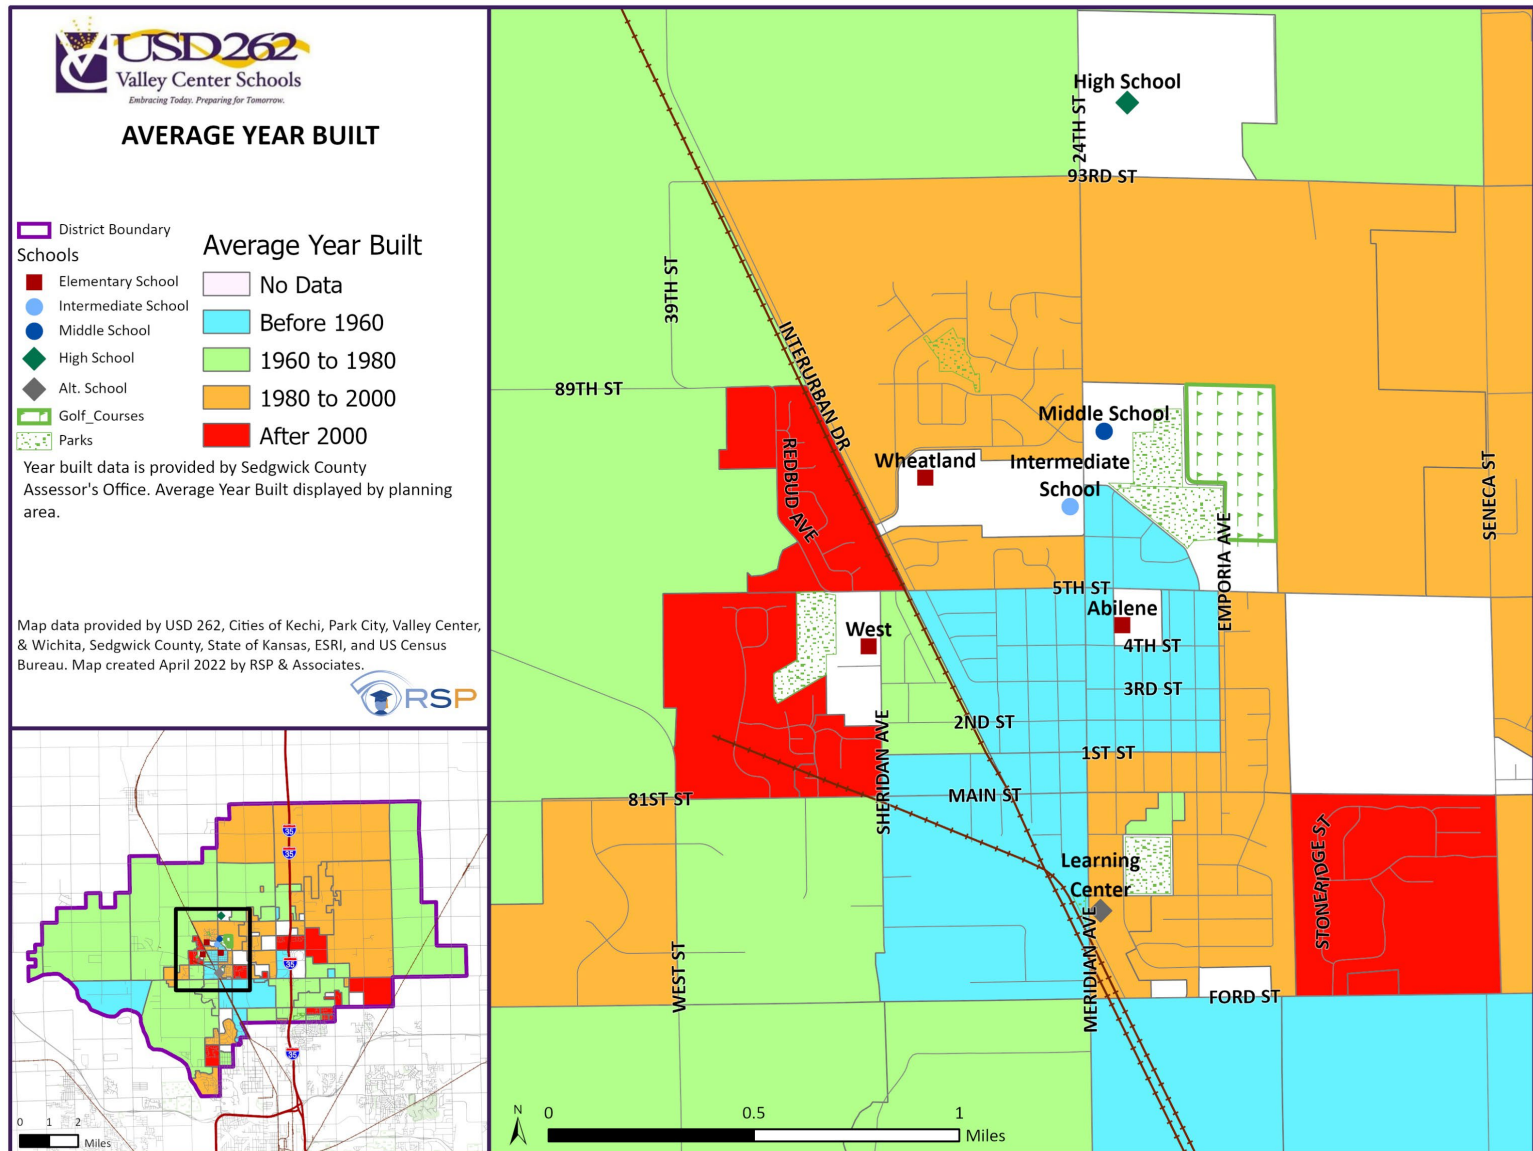 USD262
Valley Center Schools
Embracing Today. Preparing for Tomorrow.
AVERAGE YEAR BUILT
District Boundary
Schools
Elementary School
Intermediate School
Middle School
High School
Alt. School
Golf_Courses
Parks
Average Year Built
No Data
Before 1960
1960 to 1980
1980 to 2000
After 2000
Year built data is provided by Sedgwick County
Assessor's Office. Average Year Built displayed by planning
area.
Map data provided by USD 262, Cities of Kechi, Park City, Valley Center,
& Wichita, Sedgwick County, State of Kansas, ESRI, and US Census
Bureau. Map created April 2022 by RSP & Associates.
RSP
35
35
35
35
0 1 2
Miles
High School
24TH ST
93RD ST
39TH ST
INTERURBAN DR
89TH ST
REDBUD AVE
Middle School
Wheatland
Intermediate
School
SENECA ST
EMPORIA AVE
5TH ST
Abilene
West
4TH ST
3RD ST
2ND ST
SHERIDAN AVE
1ST ST
81ST ST
MAIN ST
Learning
Center
STONERIDGE ST
WEST ST
MERIDIAN AVE
FORD ST
N
0 0.5 1
Miles